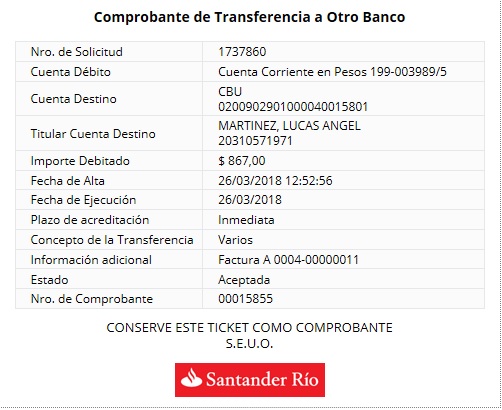 Comprobante de Transferencia a Otro Banco
Nro. de Solicitud 1737860
Cuenta Débito Cuenta Corriente en Pesos 199-003989/5
Cuenta Destino CBU
0200902901000040015801
Titular Cuenta Destino MARTINEZ, LUCAS ANGEL
20310571971
Importe Debitado $ 867,00
Fecha de Alta 26/03/2018 12:52:56
Fecha de Ejecución 26/03/2018
Plazo de acreditación Inmediata
Concepto de la Transferencia Varios
Información adicional Factura A 0004-00000011
Estado Aceptada
Nro. de Comprobante 00015855
CONSERVE ESTE TICKET COMO COMPROBANTE
S.E.U.O.
Santander Río